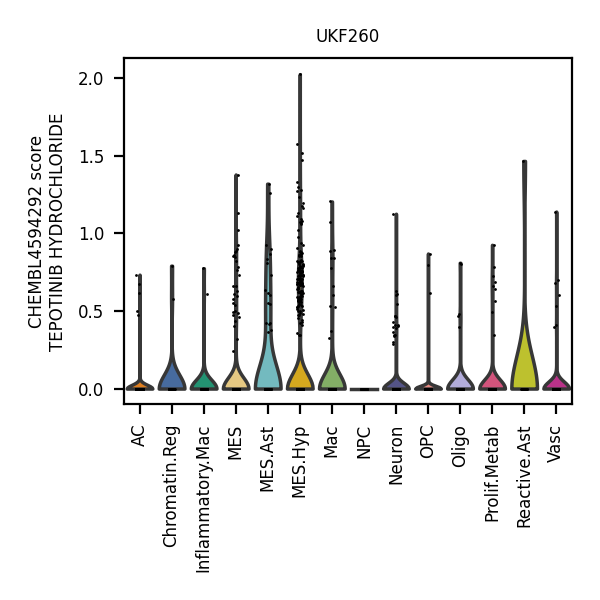 UKF260
CHEMBL4594292 score
TEPOTINIB HYDROCHLORIDE
2.0
1.5
1.0
0.5
0.0
AC
Chromatin.Reg
Inflammatory.Mac
MES
MES.Ast
MES.Hyp
Mac
NPC
Neuron
OPC
Oligo
Prolif.Metab
Reactive.Ast
Vasc